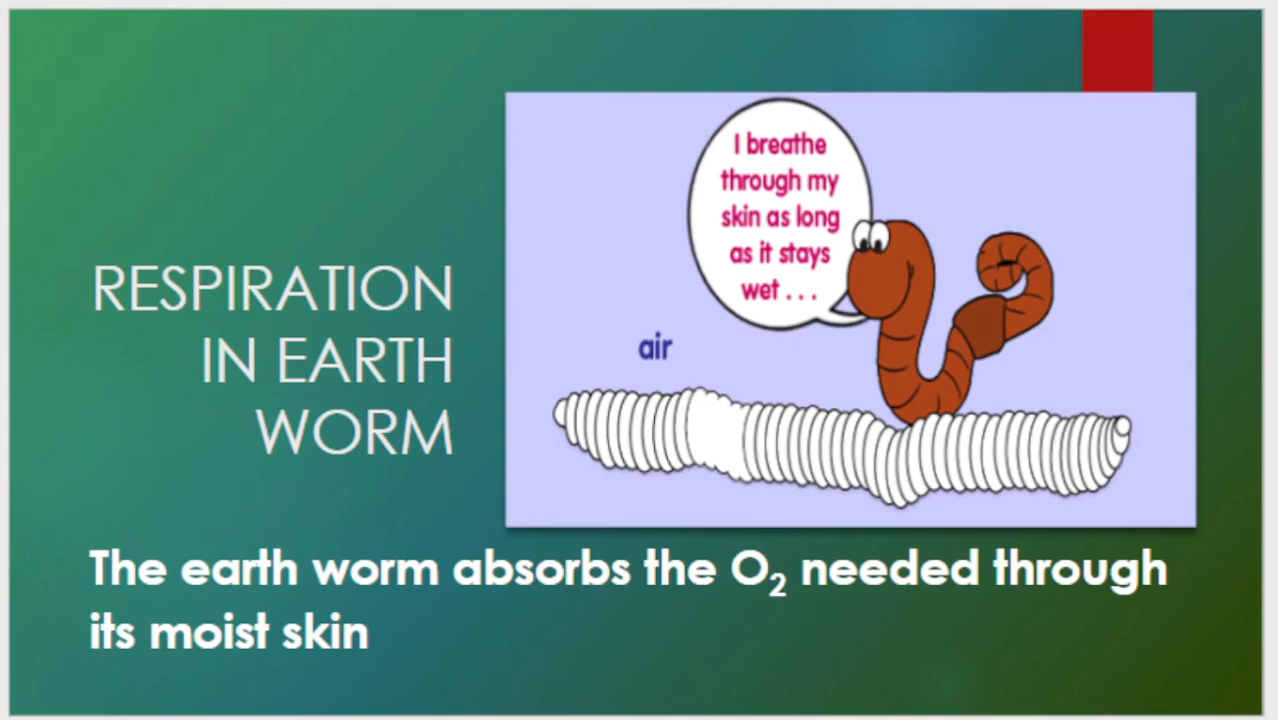 RESPIRATION
IN EARTH
WORM
I breathe
through my
skin as long
as it stays
wet . . .
air
The earth worm absorbs the O₂ needed through
its moist skin